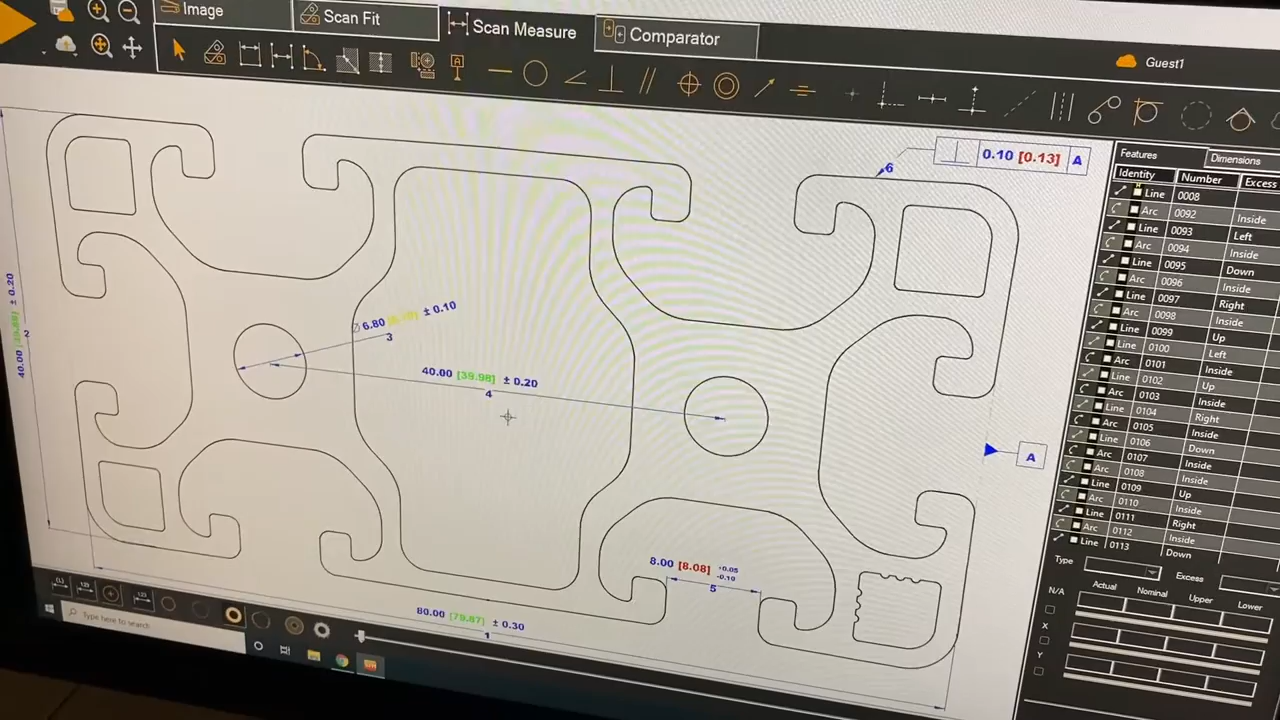 Image
Scan Fit
Scan Measure
Comparator
Guest1
6
0.10 [0.13] A
Features
Dimensions
Identity Number Excess
Line 0008
Arc 0092 Inside
Line 0093 Left
Arc 0094 Inside
Line 0095 Down
Arc 0096 Inside
Line 0097 Right
Arc 0098 Inside
Line 0099 Up
Line 0100 Left
Arc 0101 Inside
Line 0102 Up
Arc 0103 Inside
Line 0104 Right
Arc 0105 Inside
Line 0106 Down
Arc 0107 Inside
Arc 0108 Inside
Line 0109 Up
Arc 0110 Inside
Line 0111 Right
Arc 0112 Inside
Line 0113 Down
40.00 ± 0.20
2
∅ 6.80 ± 0.10
3
40.00 [39.98] ± 0.20
4
A
8.00 [8.08] +0.05 -0.10
5
80.00 [79.87] ± 0.30
1
Type
Excess
Actual Nominal Upper Lower
N/A
X
Y
Type here to search